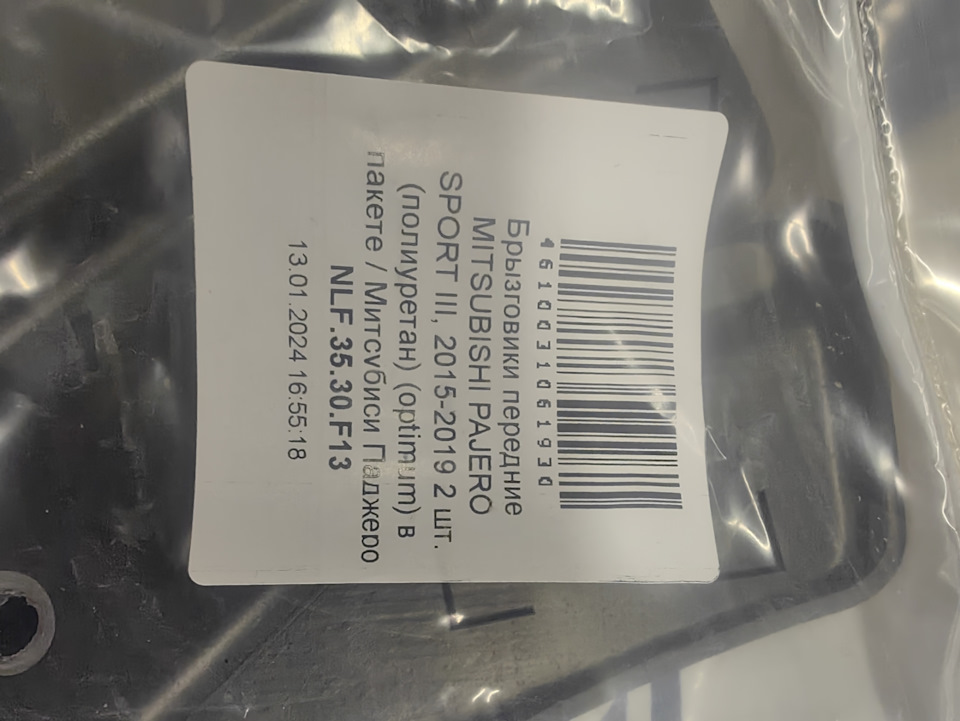 4610031061930
Брызговики передние
MITSUBISHI PAJERO
SPORT III, 2015-2019 2 шт.
(полиуретан) (optimum) в
пакете / Митсубиси Паджеро
NLF.35.30.F13
13.01.2024 16:55:18